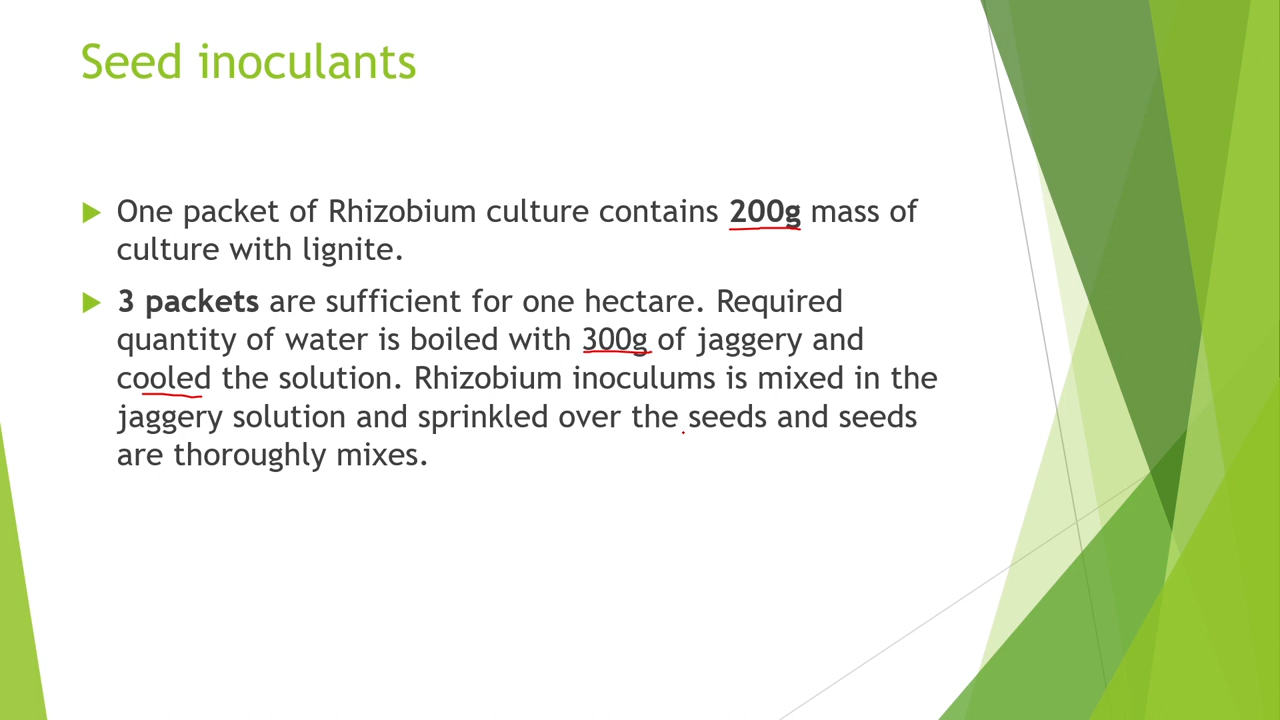 Seed inoculants
One packet of Rhizobium culture contains 200g mass of
culture with lignite.
3 packets are sufficient for one hectare. Required
quantity of water is boiled with 300g of jaggery and
cooled the solution. Rhizobium inoculums is mixed in the
jaggery solution and sprinkled over the seeds and seeds
are thoroughly mixes.